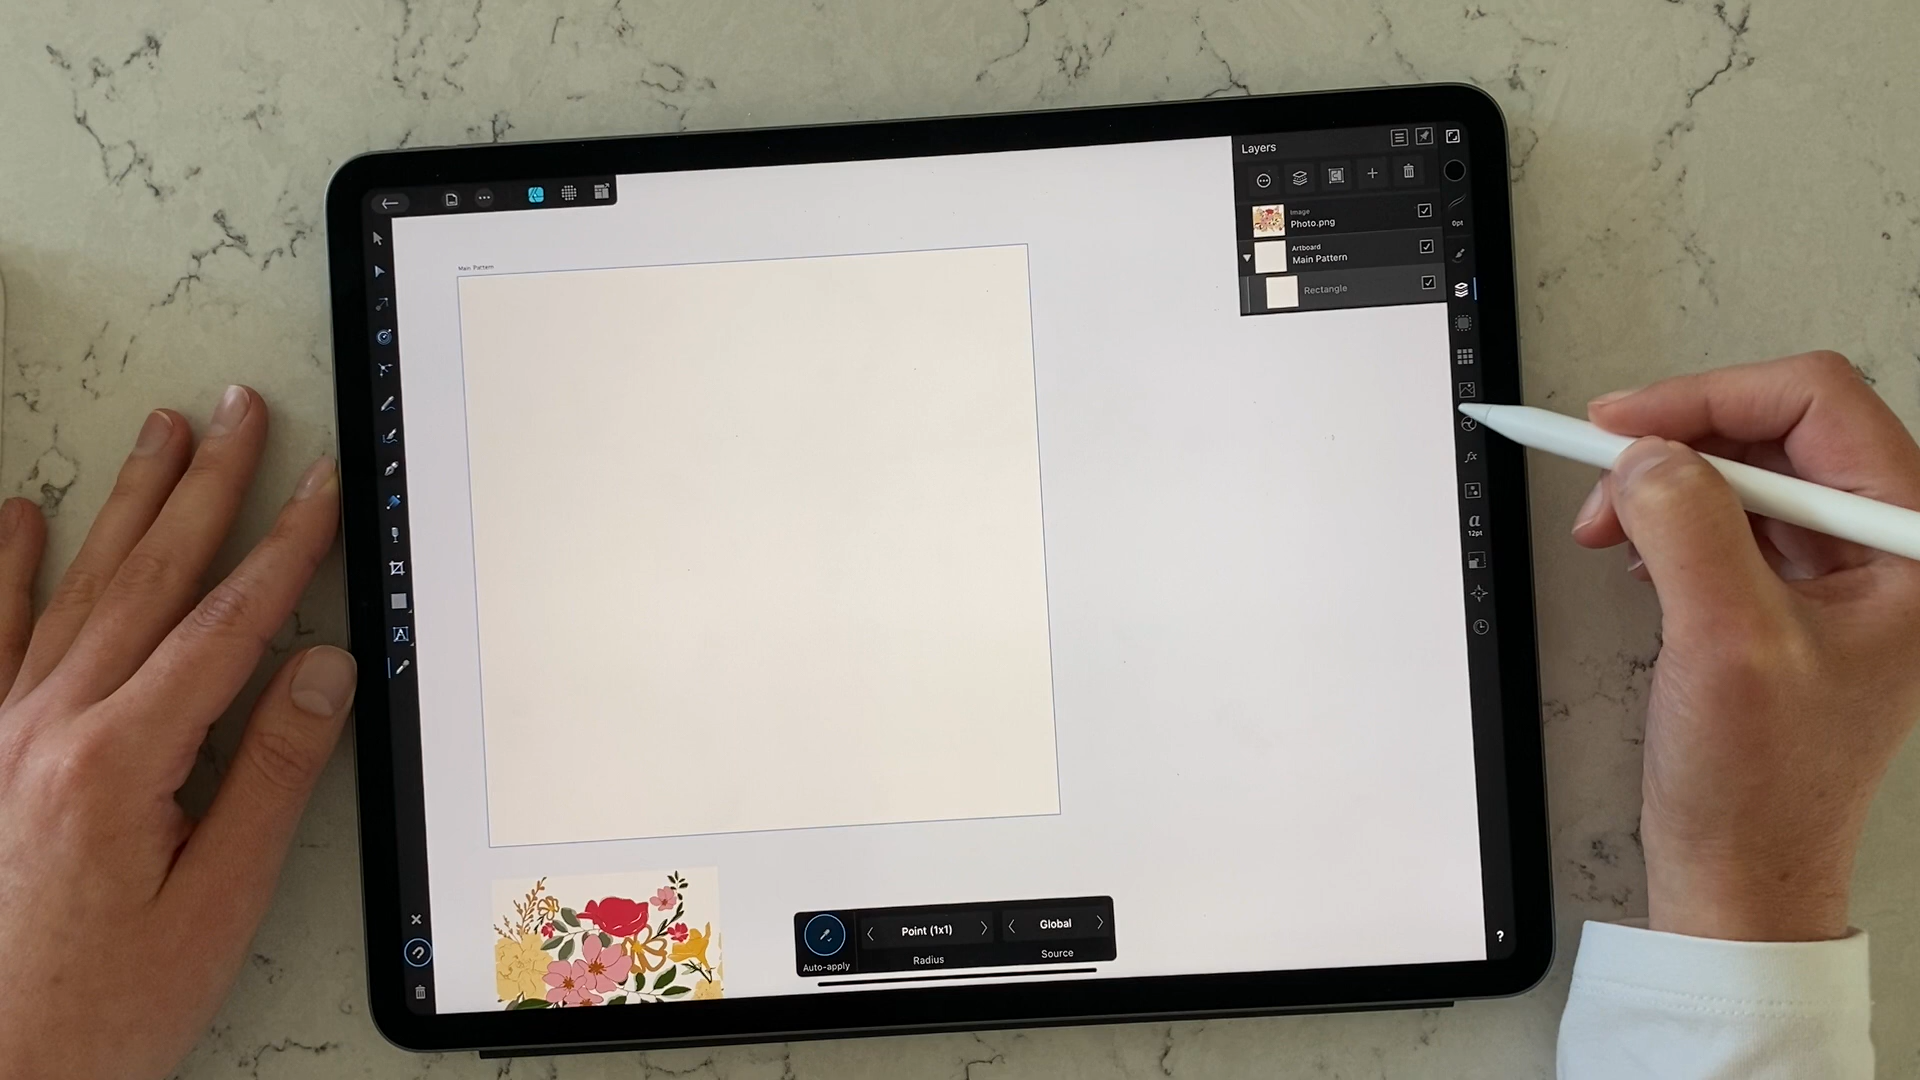 Layers
Image
Photo.png
0pt
Artboard
Main Pattern
Main Pattern
Rectangle
fx
a
12pt
A
Point (1x1)
Global
Auto-apply
Radius
Source
?